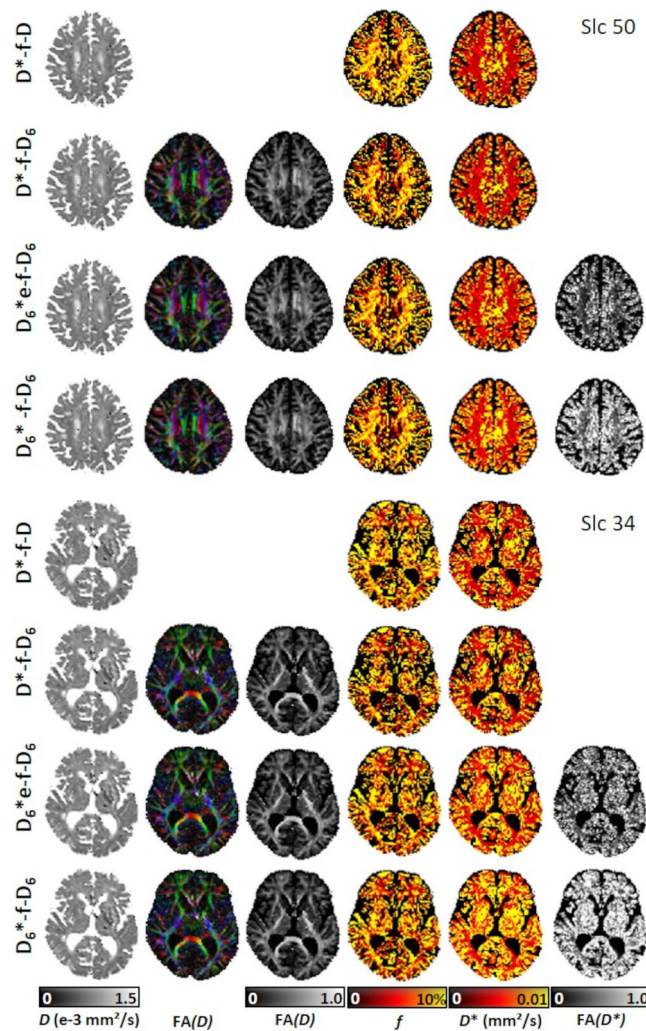 Slc 50
D*-f-D
D*-f-D₆
D₆*e-f-D₆
D₆*-f-D₆
Slc 34
D*-f-D
D*-f-D₆
D₆*e-f-D₆
D₆*-f-D₆
0 1.5 0 1.0 0 10% 0 0.01 0 1.0
D (e-3 mm²/s) FA(D) FA(D) f D* (mm²/s) FA(D*)